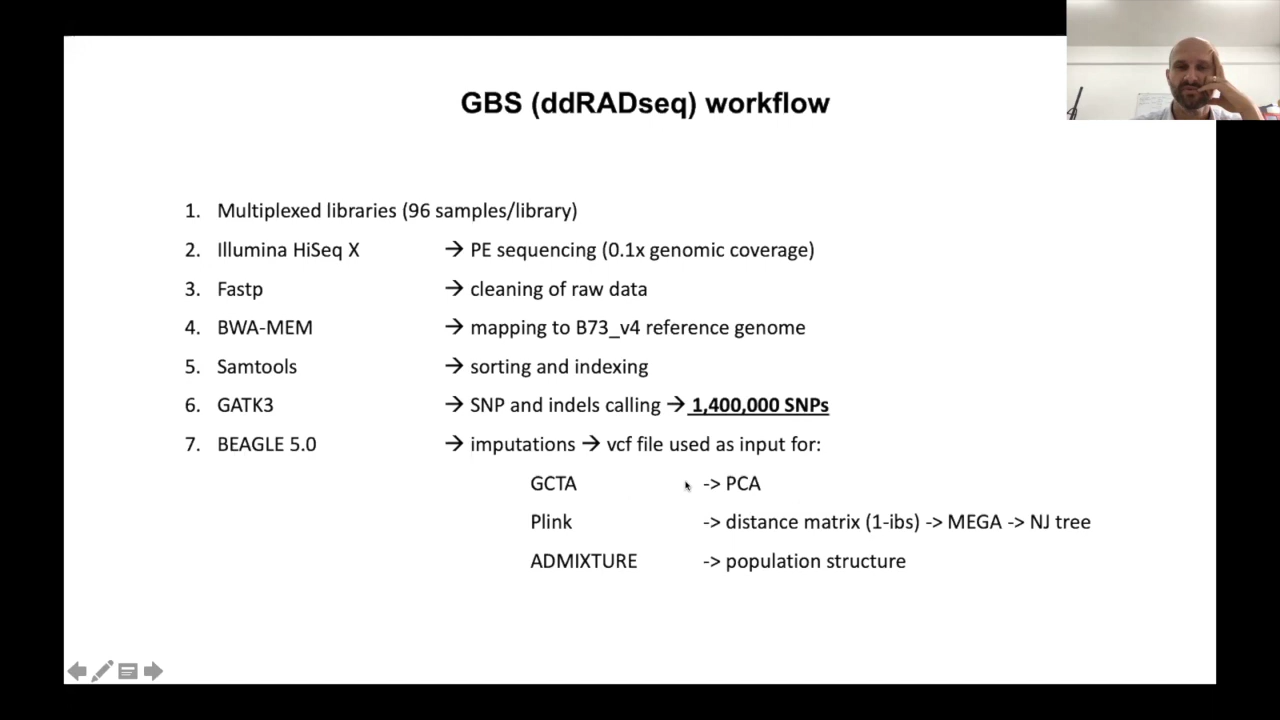 GBS (ddRADseq) workflow
1. Multiplexed libraries (96 samples/library)
2. Illumina HiSeq X → PE sequencing (0.1x genomic coverage)
3. Fastp → cleaning of raw data
4. BWA-MEM → mapping to B73_v4 reference genome
5. Samtools → sorting and indexing
6. GATK3 → SNP and indels calling → 1,400,000 SNPs
7. BEAGLE 5.0 → imputations → vcf file used as input for:
GCTA -> PCA
Plink -> distance matrix (1-ibs) -> MEGA -> NJ tree
ADMIXTURE -> population structure